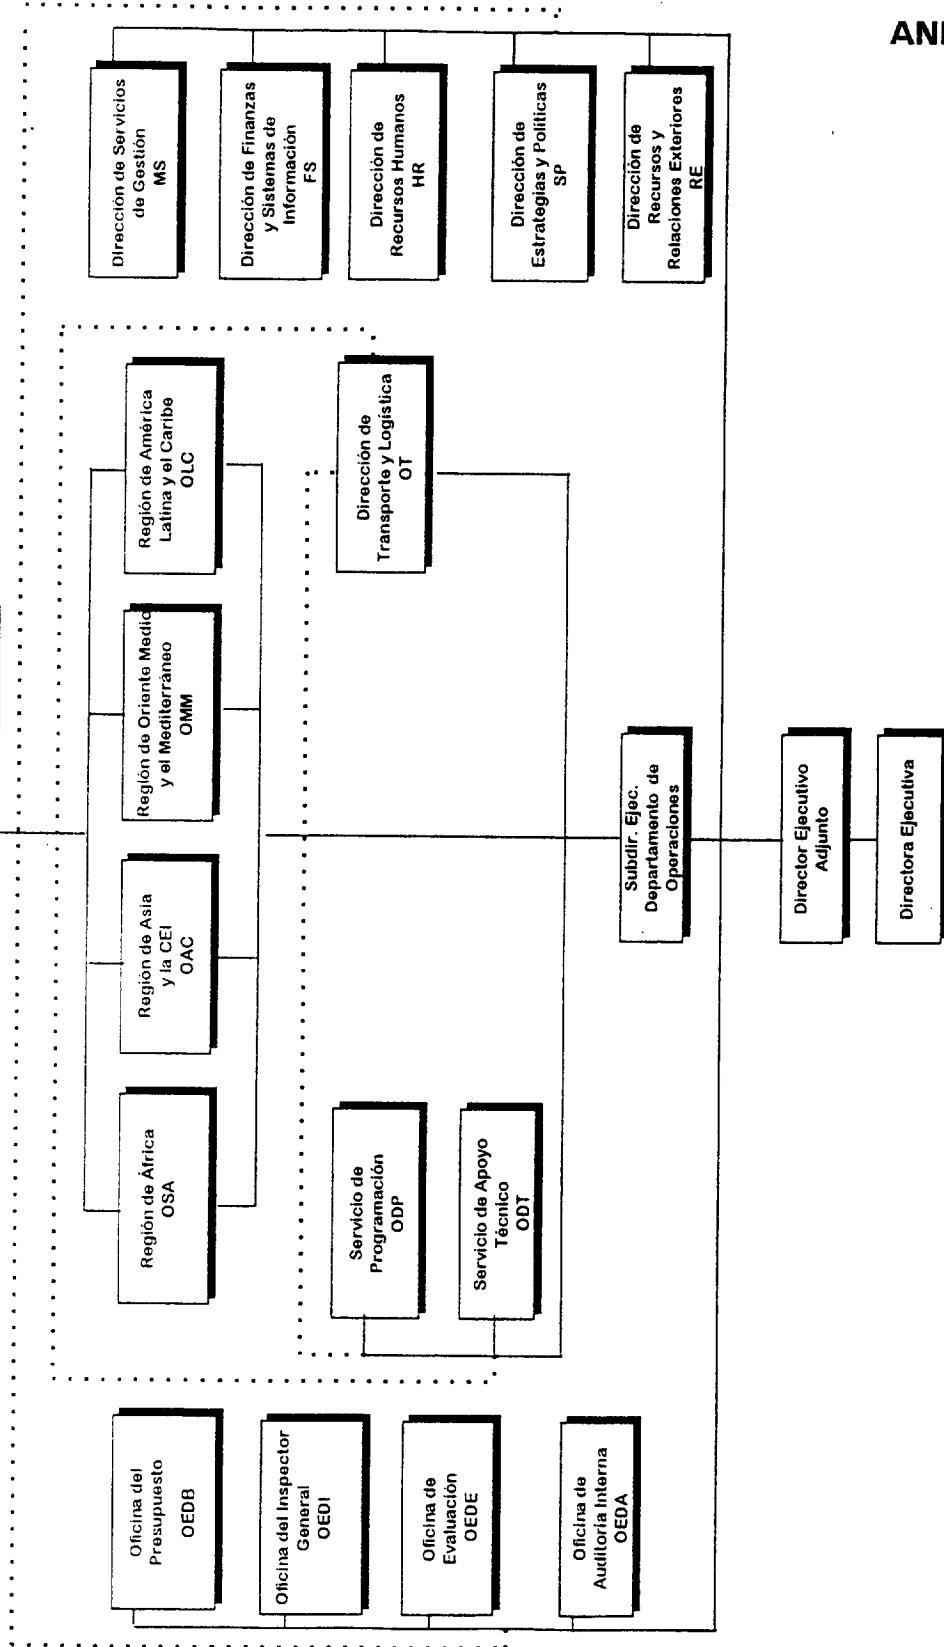 ANE
Directora Ejecutiva
Director Ejecutivo
Adjunto
Subdir. Ejec.
Departamento de
Operaciones
Oficina del
Presupuesto
OEDB
Oficina del Inspector
General
OEDI
Oficina de
Evaluación
OEDE
Oficina de
Auditoría Interna
OEDA
Región de África
OSA
Región de Asia
y la CEI
OAC
Región de Oriente Medio
y el Mediterráneo
OMM
Región de América
Latina y el Caribe
OLC
Servicio de
Programación
ODP
Servicio de Apoyo
Técnico
ODT
Dirección de
Transporte y Logística
OT
Dirección de Servicios
de Gestión
MS
Dirección de Finanzas
y Sistemas de
Información
FS
Dirección de
Recursos Humanos
HR
Dirección de
Estrategias y Políticas
SP
Dirección de
Recursos y
Relaciones Exteriores
RE